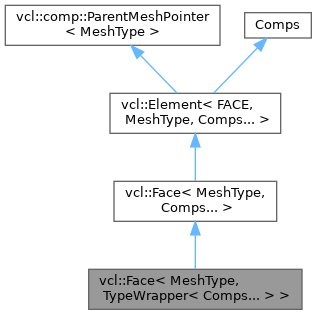 vcl::comp::ParentMeshPointer
< MeshType >
Comps
vcl::Element< FACE,
MeshType, Comps... >
vcl::Face< MeshType,
Comps... >
vcl::Face< MeshType,
TypeWrapper< Comps... > >